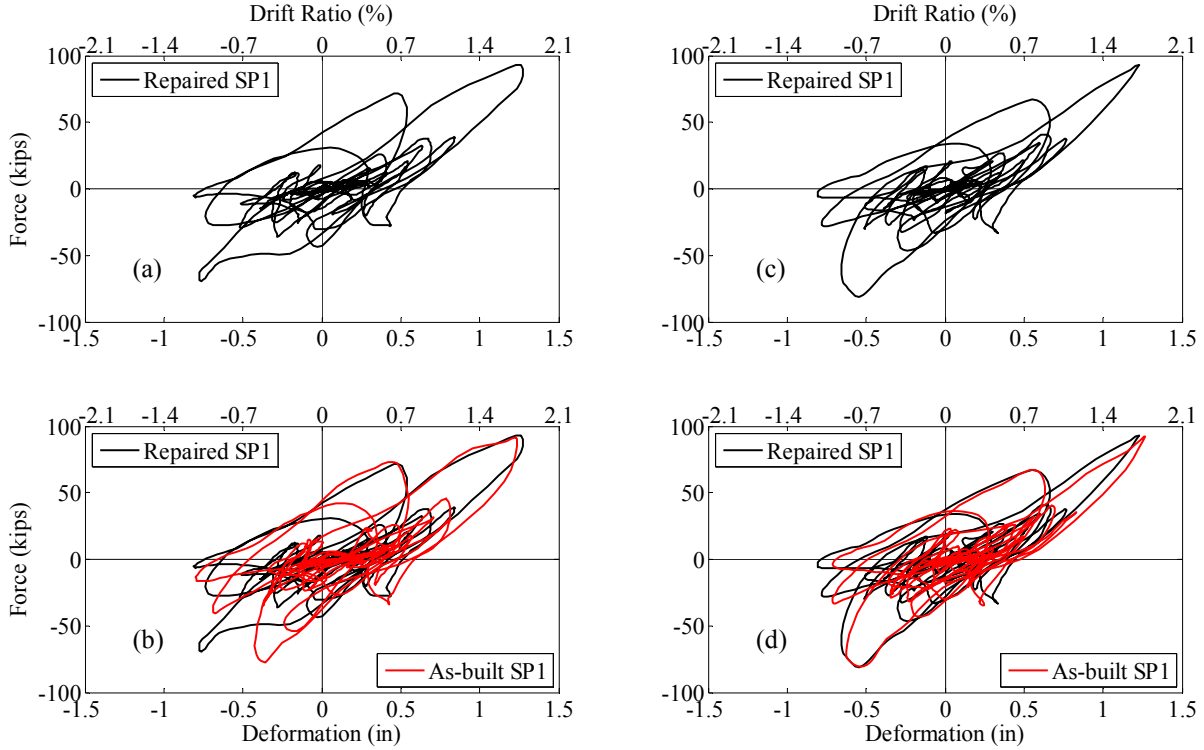 Drift Ratio (%)
-2.1 -1.4 -0.7 0 0.7 1.4 2.1
100
50
0
-50
-100
Force (kips)
Repaired SP1
(a)
-1.5 -1 -0.5 0 0.5 1 1.5
Drift Ratio (%)
-2.1 -1.4 -0.7 0 0.7 1.4 2.1
100
50
0
-50
-100
Repaired SP1
(c)
-1.5 -1 -0.5 0 0.5 1 1.5
-2.1 -1.4 -0.7 0 0.7 1.4 2.1
100
50
0
-50
-100
Force (kips)
Repaired SP1
(b)
As-built SP1
-1.5 -1 -0.5 0 0.5 1 1.5
Deformation (in)
-2.1 -1.4 -0.7 0 0.7 1.4 2.1
100
50
0
-50
-100
Repaired SP1
(d)
As-built SP1
-1.5 -1 -0.5 0 0.5 1 1.5
Deformation (in)